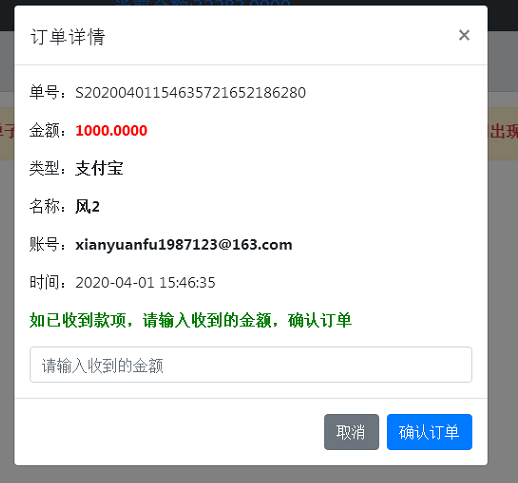 订单详情
×
单号：S20200401154635721652186280
金额：1000.0000
类型：支付宝
名称：风2
账号：xianyuanfu1987123@163.com
时间：2020-04-01 15:46:35
如已收到款项，请输入收到的金额，确认订单
请输入收到的金额
取消 确认订单
出现